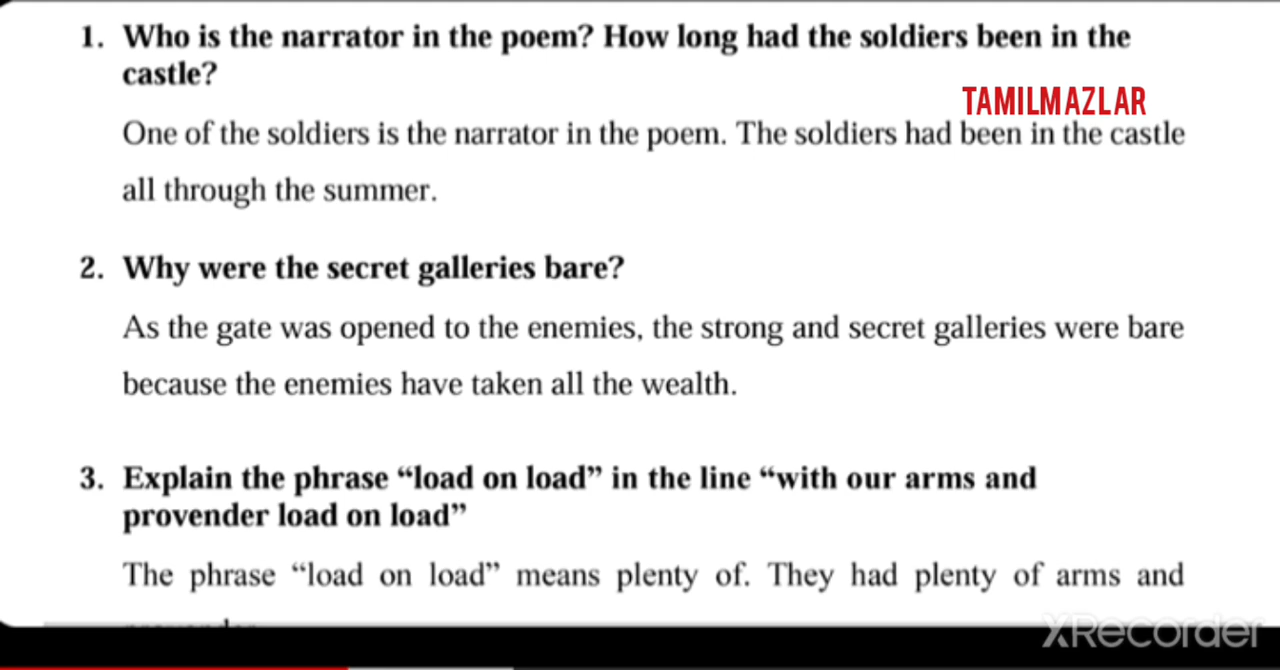 1. Who is the narrator in the poem? How long had the soldiers been in the
castle?
TAMILMAZLAR
One of the soldiers is the narrator in the poem. The soldiers had been in the castle
all through the summer.
2. Why were the secret galleries bare?
As the gate was opened to the enemies, the strong and secret galleries were bare
because the enemies have taken all the wealth.
3. Explain the phrase “load on load” in the line “with our arms and
provender load on load”
The phrase “load on load” means plenty of. They had plenty of arms and
XRecorder